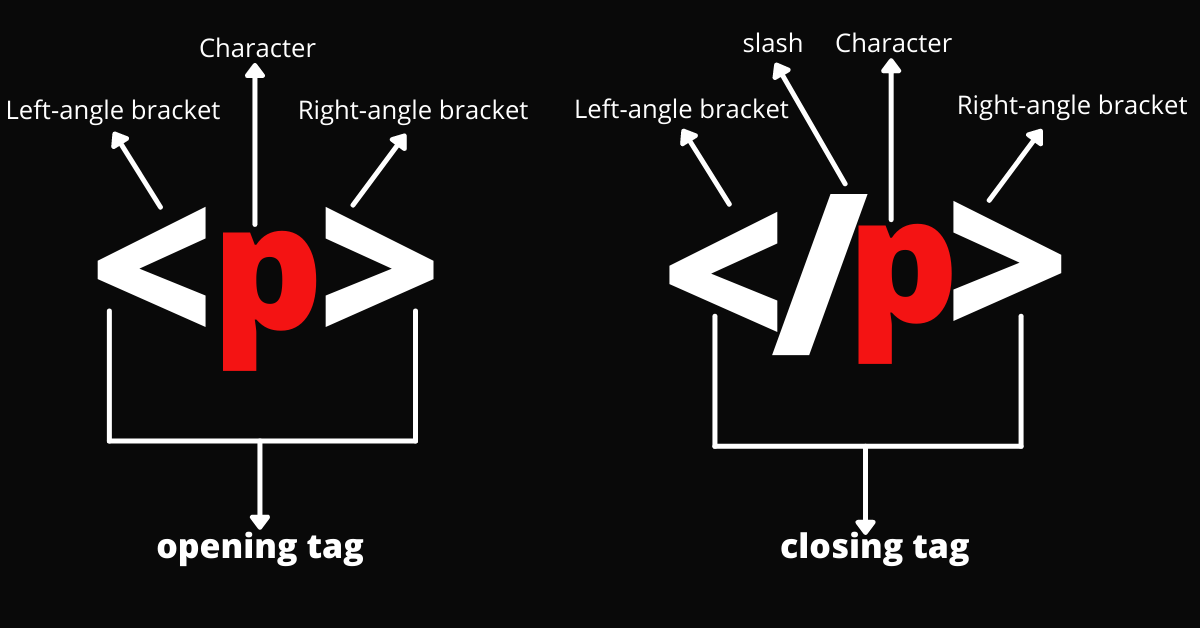 Character
Left-angle bracket
Right-angle bracket
<p>
opening tag
slash
Character
Left-angle bracket
Right-angle bracket
</p>
closing tag